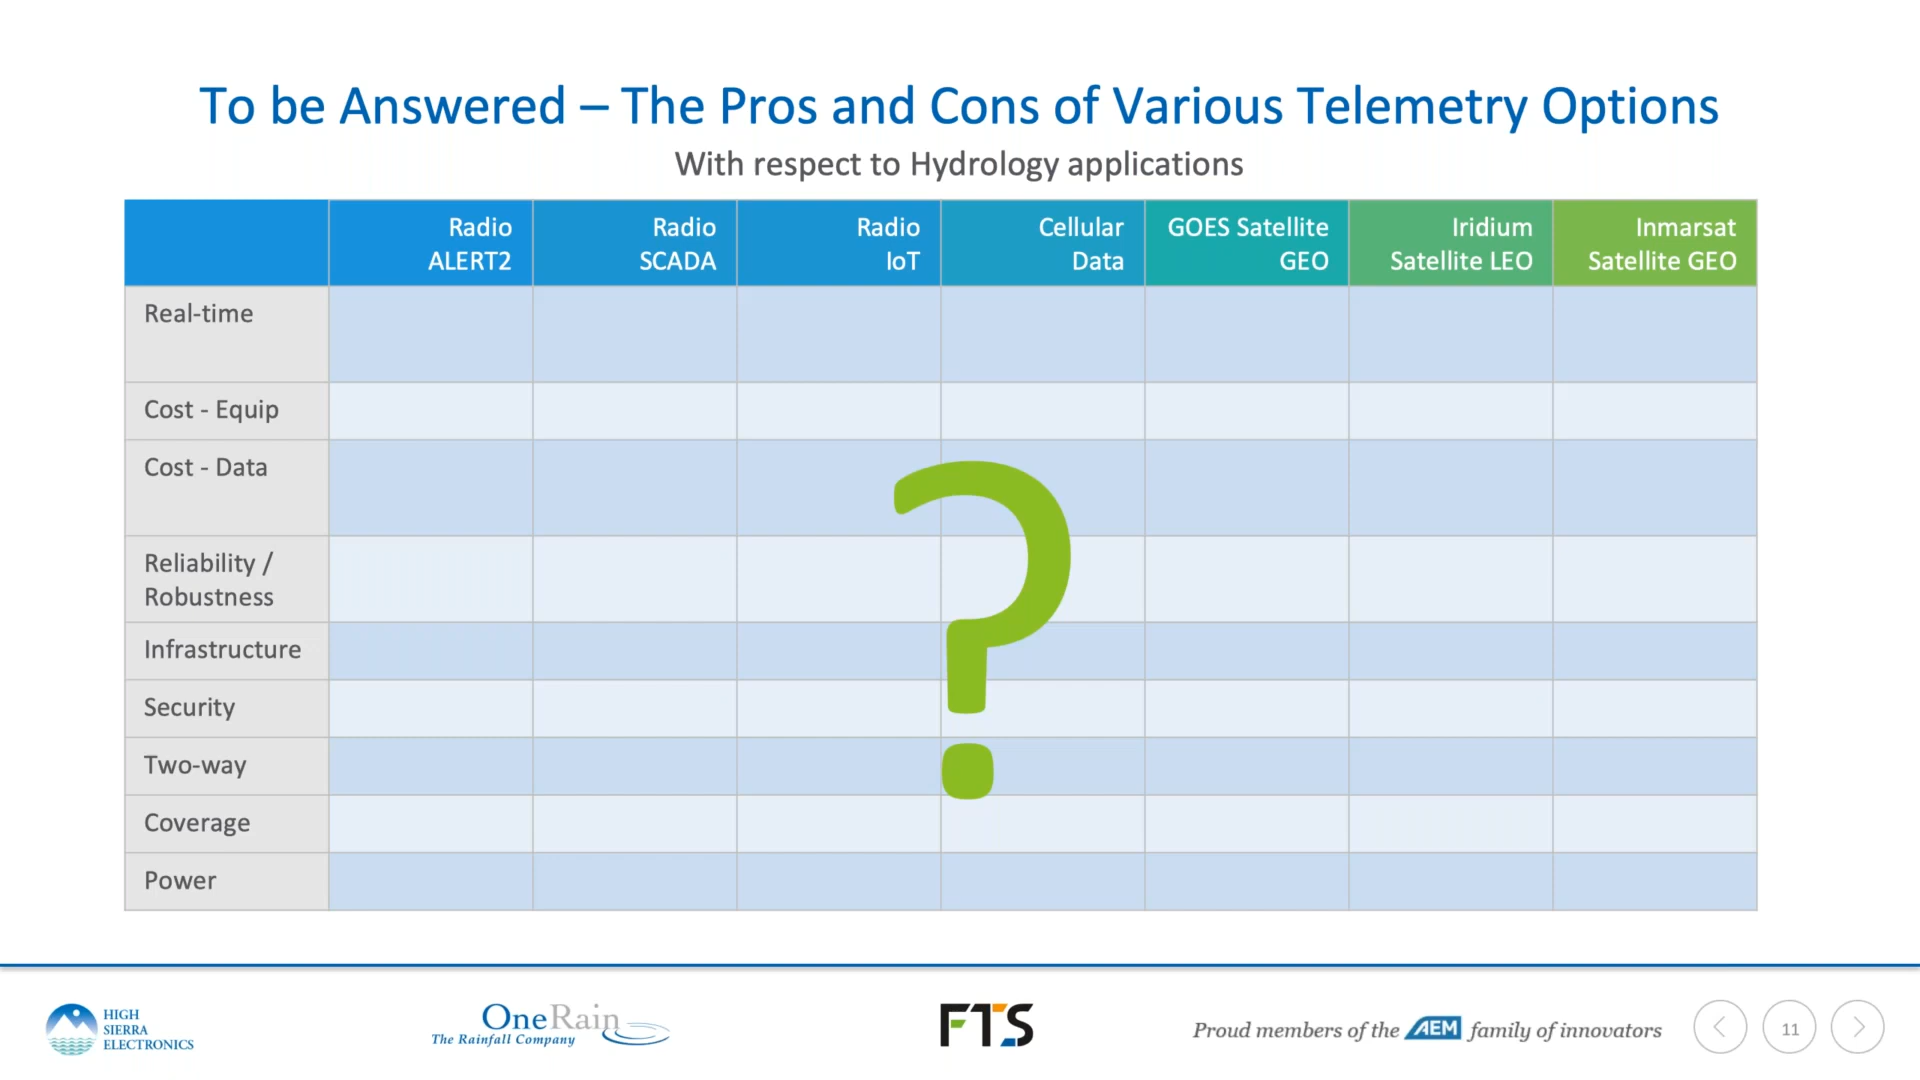 To be Answered – The Pros and Cons of Various Telemetry Options
With respect to Hydrology applications
Radio ALERT2
Radio SCADA
Radio IoT
Cellular Data
GOES Satellite GEO
Iridium Satellite LEO
Inmarsat Satellite GEO
Real-time
Cost - Equip
Cost - Data
Reliability /
Robustness
Infrastructure
Security
Two-way
Coverage
Power
?
HIGH
SIERRA
ELECTRONICS
OneRain
The Rainfall Company
FTS
Proud members of the AEM family of innovators
11